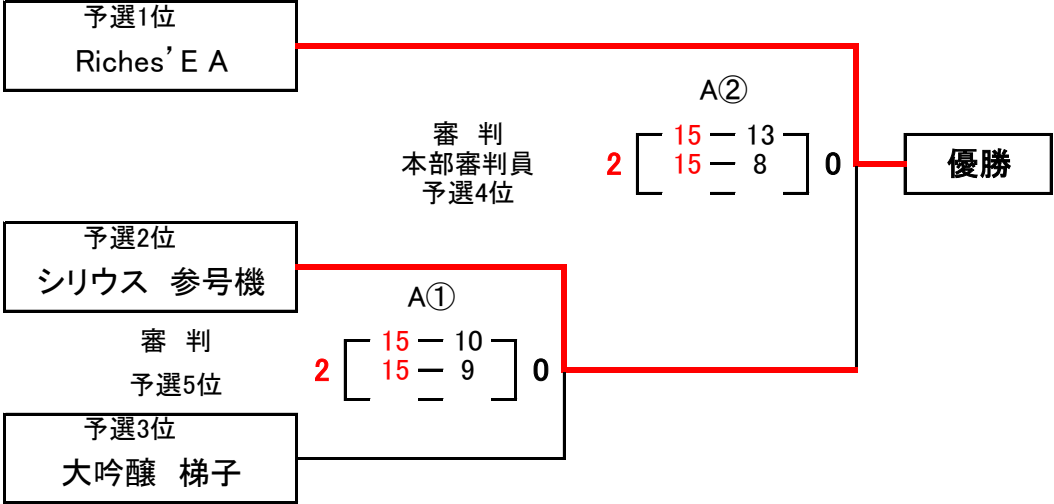 予選1位
Riches’E A
A②
審　判
本部審判員
予選4位
2 15 ― 13 0
15 ― 8
―
優勝
予選2位
シリウス　参号機
A①
審　判
予選5位
2 15 ― 10 0
15 ― 9
―
予選3位
大吟醸　梯子